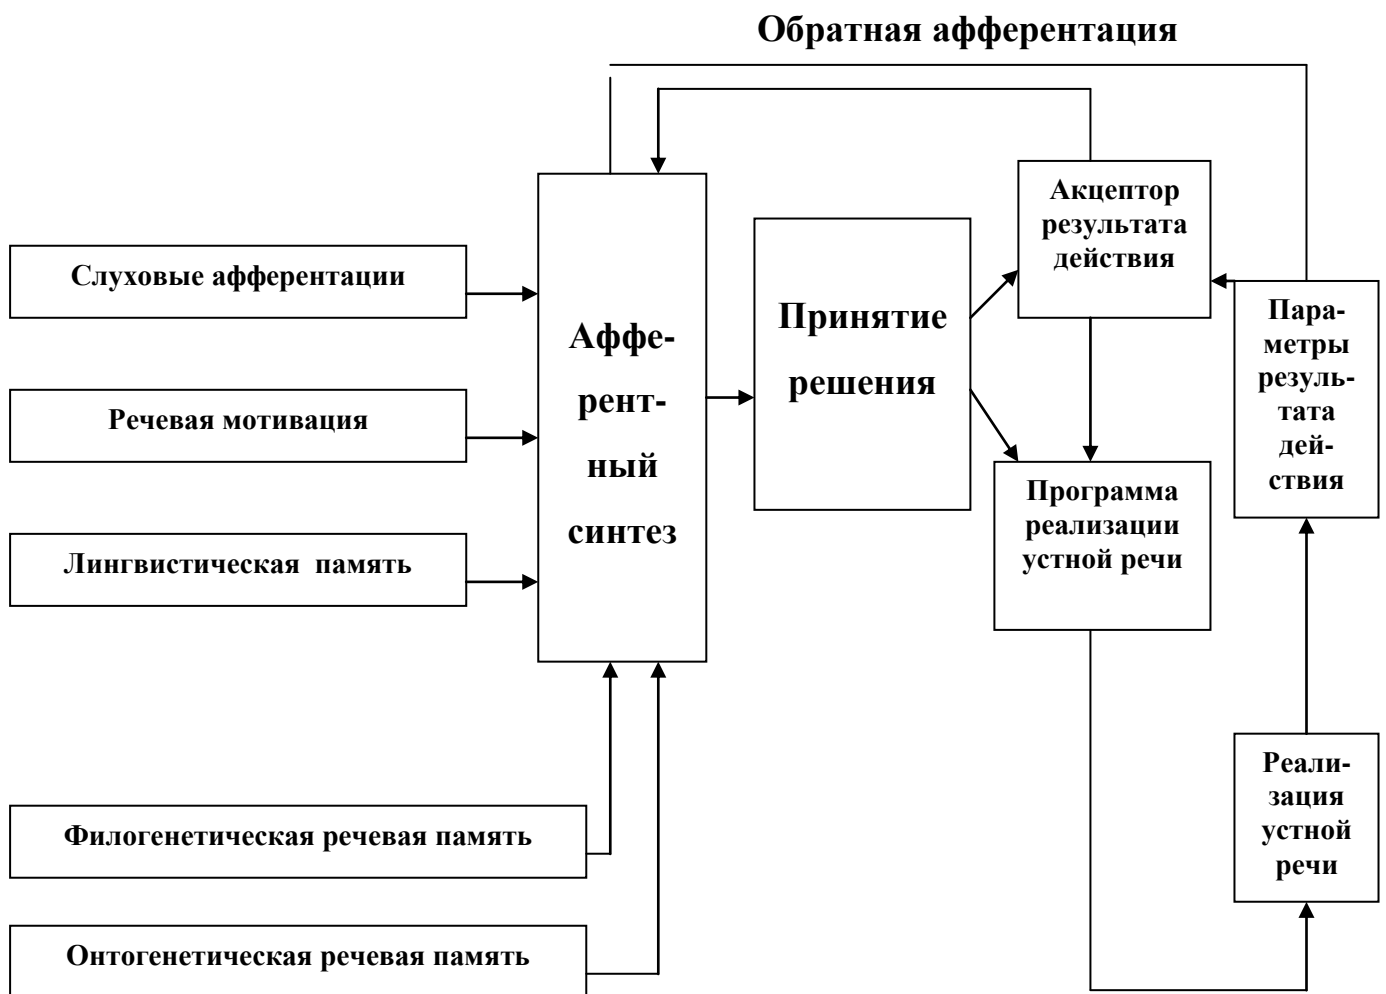 Обратная афферентация
Слуховые афферентации
Речевая мотивация
Лингвистическая память
Филогенетическая речевая память
Онтогенетическая речевая память
Аффе-
рент-
ный
синтез
Принятие
решения
Акцептор
результата
действия
Программа
реализации
устной речи
Пара-
метры
резуль-
тата
дей-
ствия
Реали-
зация
устной
речи